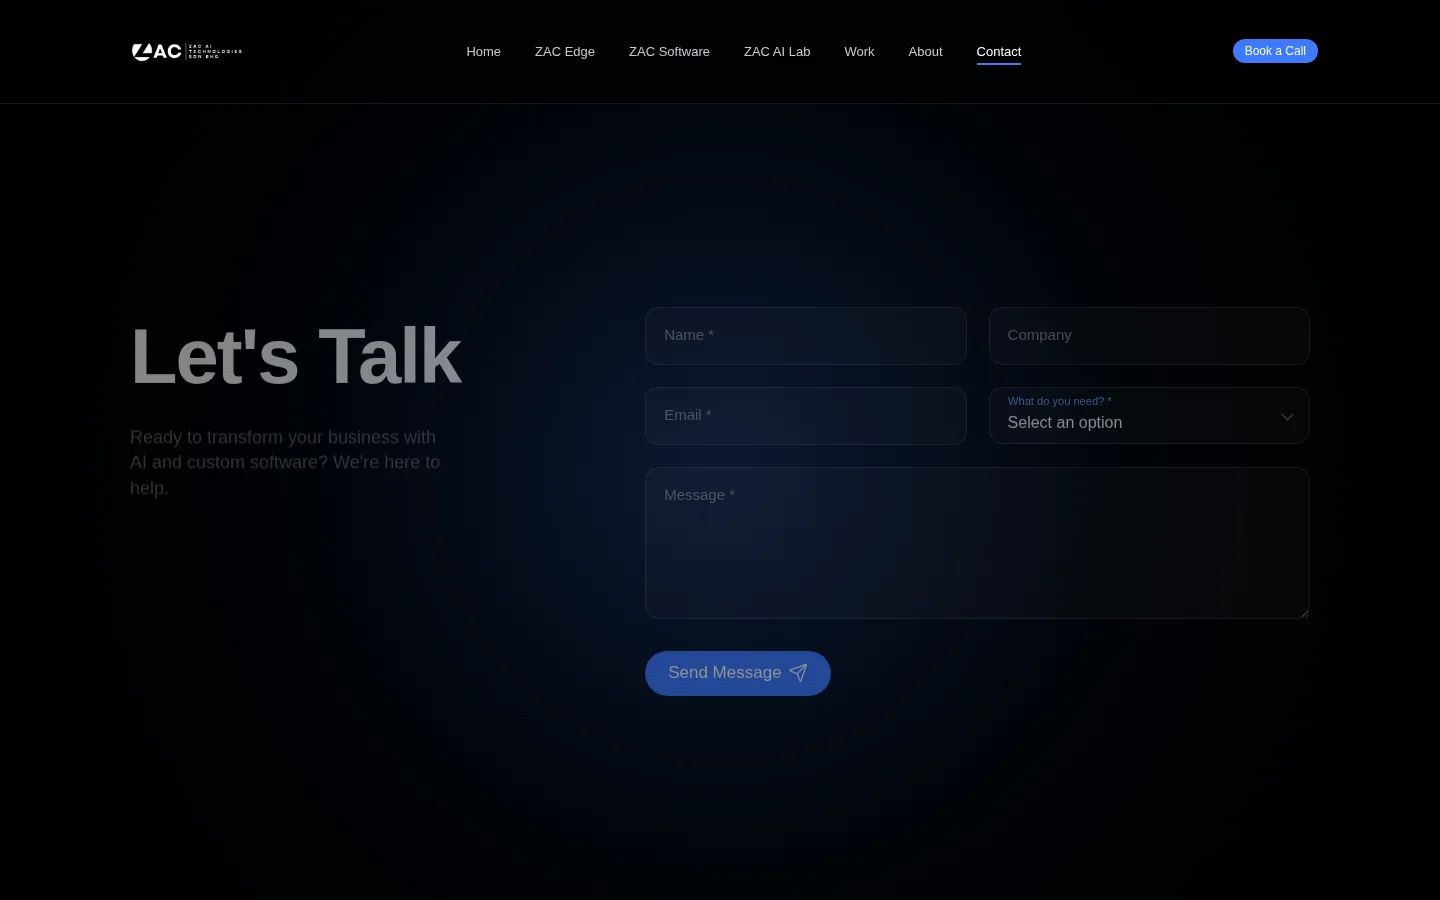 ZAC
ZAC AI
TECHNOLOGIES
SDN BHD
Home
ZAC Edge
ZAC Software
ZAC AI Lab
Work
About
Contact
Book a Call
Let's Talk
Ready to transform your business with
AI and custom software? We're here to
help.
Name *
Company
Email *
What do you need? *
Select an option
Message *
Send Message